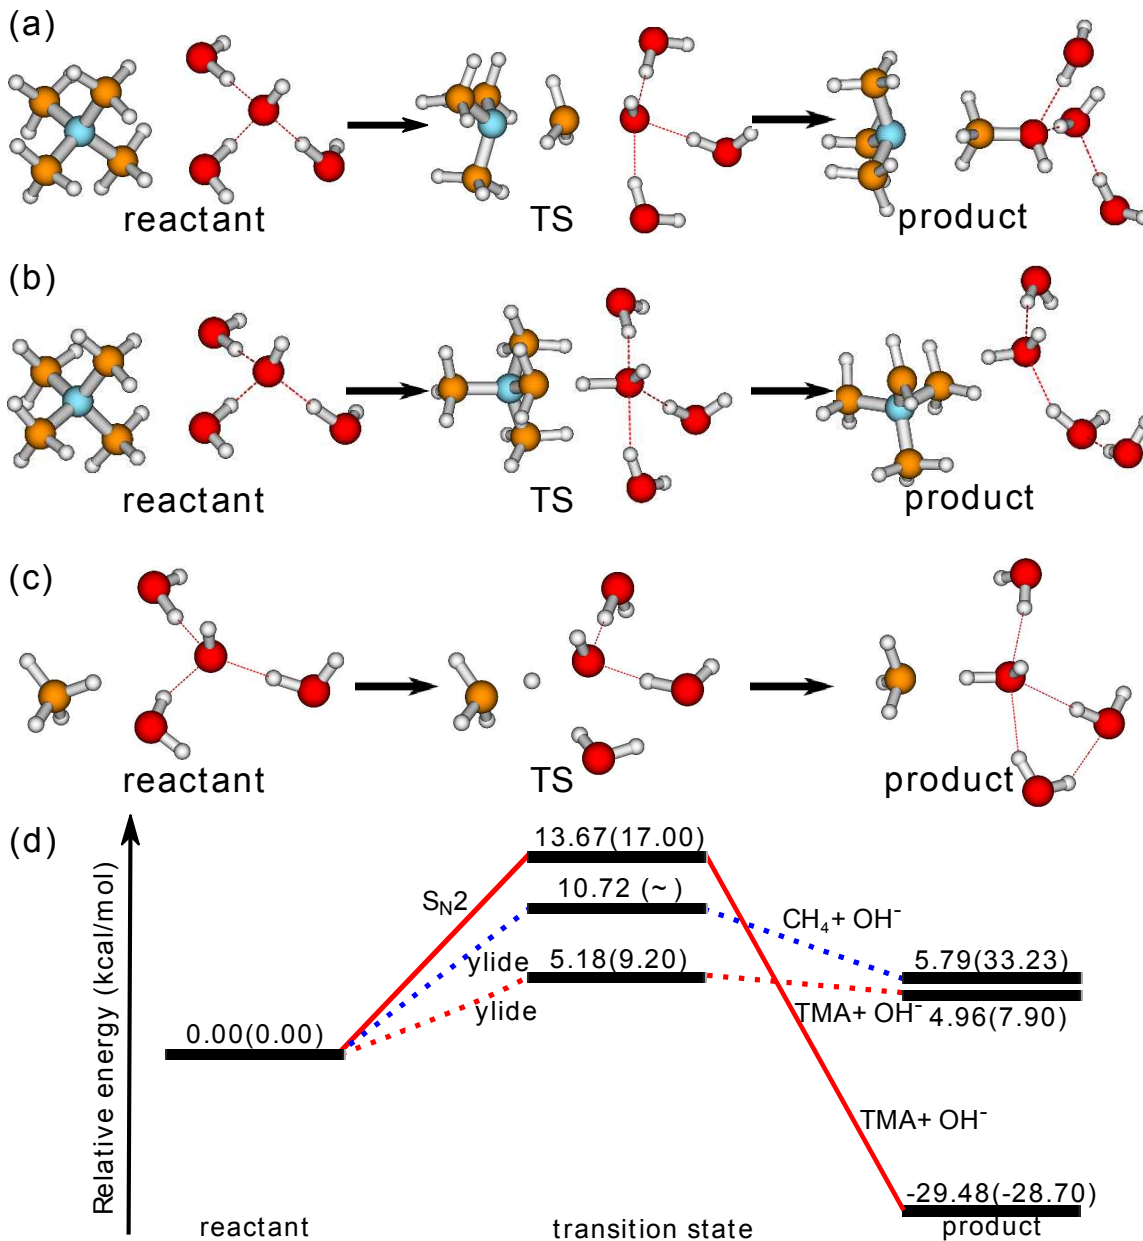 (a)
reactant TS product
(b)
reactant TS product
(c)
reactant TS product
(d)
Relative energy (kcal/mol)
13.67(17.00)
S_N2
10.72 (~)
CH₄+ OH⁻
ylide
5.18(9.20)
5.79(33.23)
ylide
TMA+ OH⁻
4.96(7.90)
0.00(0.00)
TMA+ OH⁻
-29.48(-28.70)
reactant transition state product